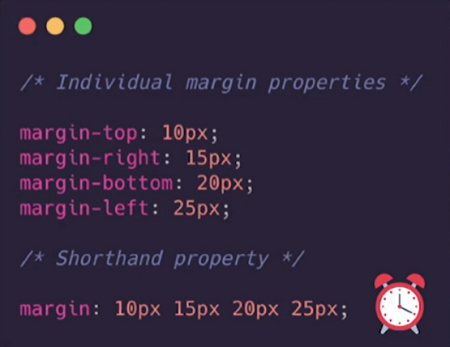 /* Individual margin properties */
margin-top: 10px;
margin-right: 15px;
margin-bottom: 20px;
margin-left: 25px;
/* Shorthand property */
margin: 10px 15px 20px 25px;